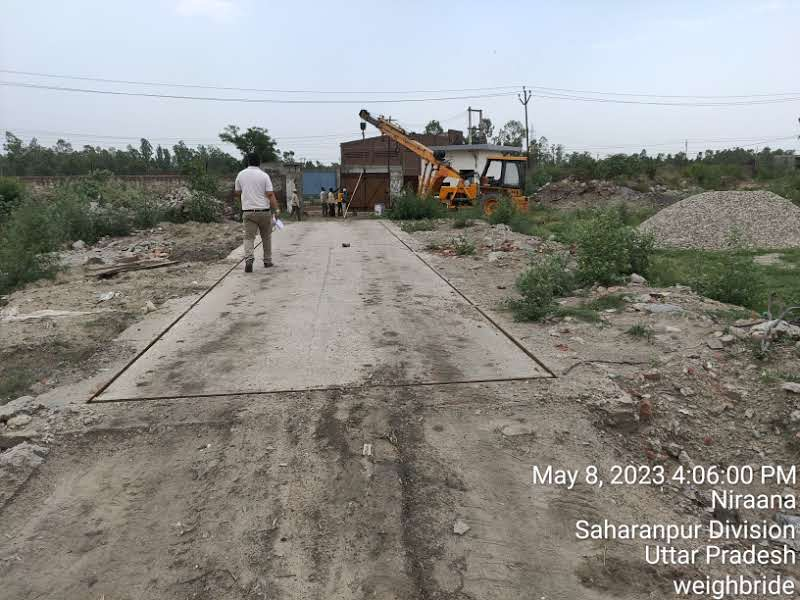 May 8, 2023 4:06:00 PM
Niraana
Saharanpur Division
Uttar Pradesh
weighbride